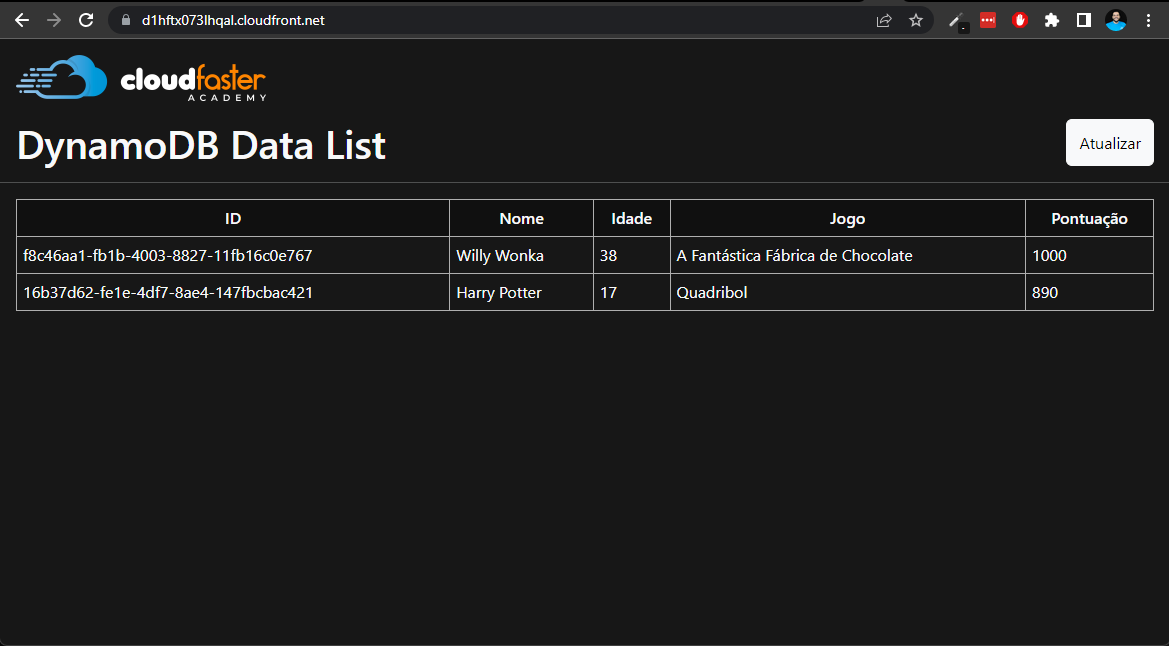 d1hftx073lhqal.cloudfront.net
cloudfaster
ACADEMY
DynamoDB Data List
Atualizar
ID Nome Idade Jogo Pontuação
f8c46aa1-fb1b-4003-8827-11fb16c0e767 Willy Wonka 38 A Fantástica Fábrica de Chocolate 1000
16b37d62-fe1e-4df7-8ae4-147fbcbac421 Harry Potter 17 Quadribol 890